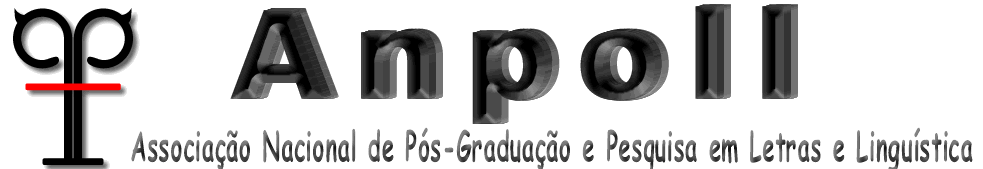 Anpoll
Associação Nacional de Pós-Graduação e Pesquisa em Letras e Linguística